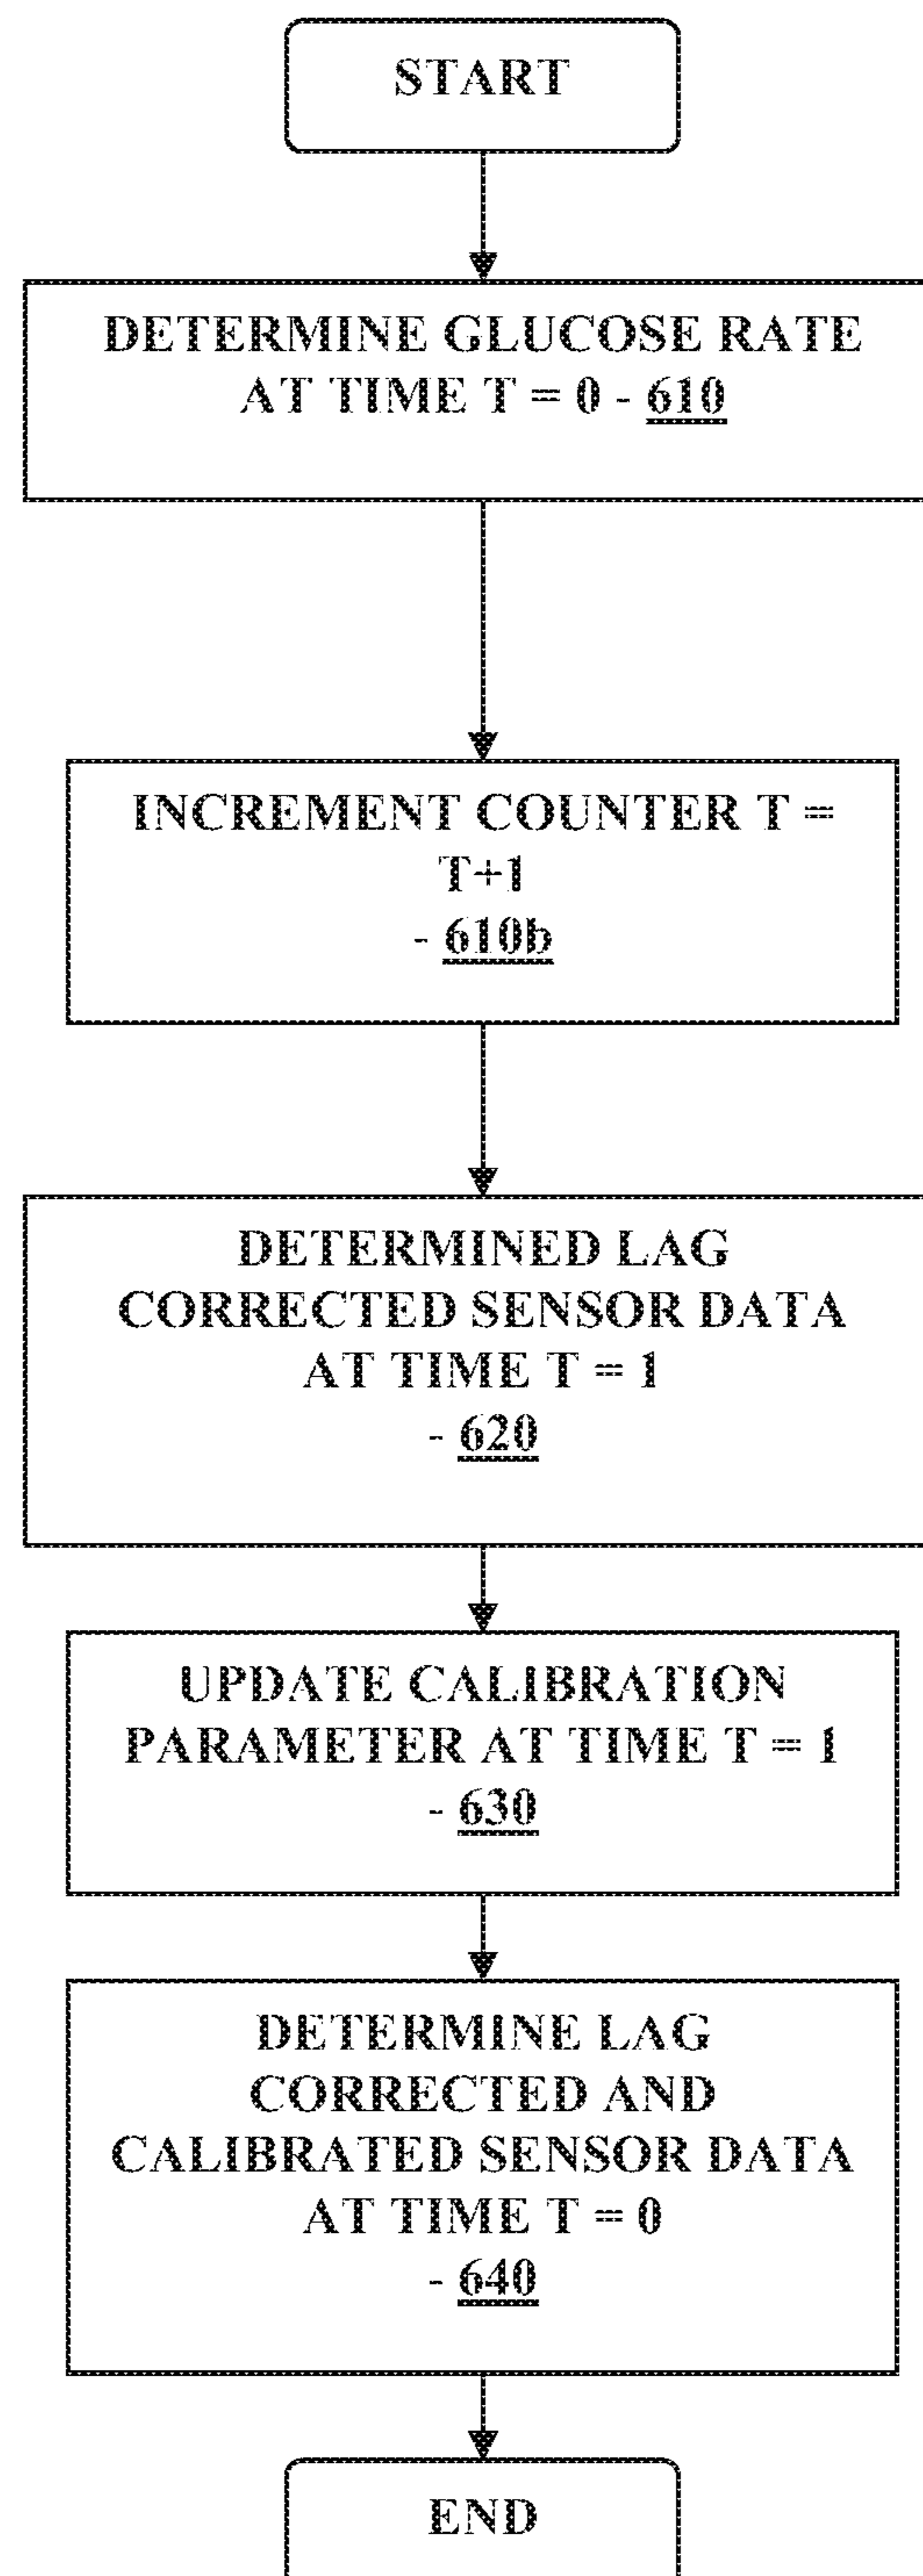 START
DETERMINE GLUCOSE RATE
AT TIME T = 0 - 610
INCREMENT COUNTER T =
T+1
- 610b
DETERMINED LAG
CORRECTED SENSOR DATA
AT TIME T = 1
- 620
UPDATE CALIBRATION
PARAMETER AT TIME T = 1
- 630
DETERMINE LAG
CORRECTED AND
CALIBRATED SENSOR DATA
AT TIME T = 0
- 640
END